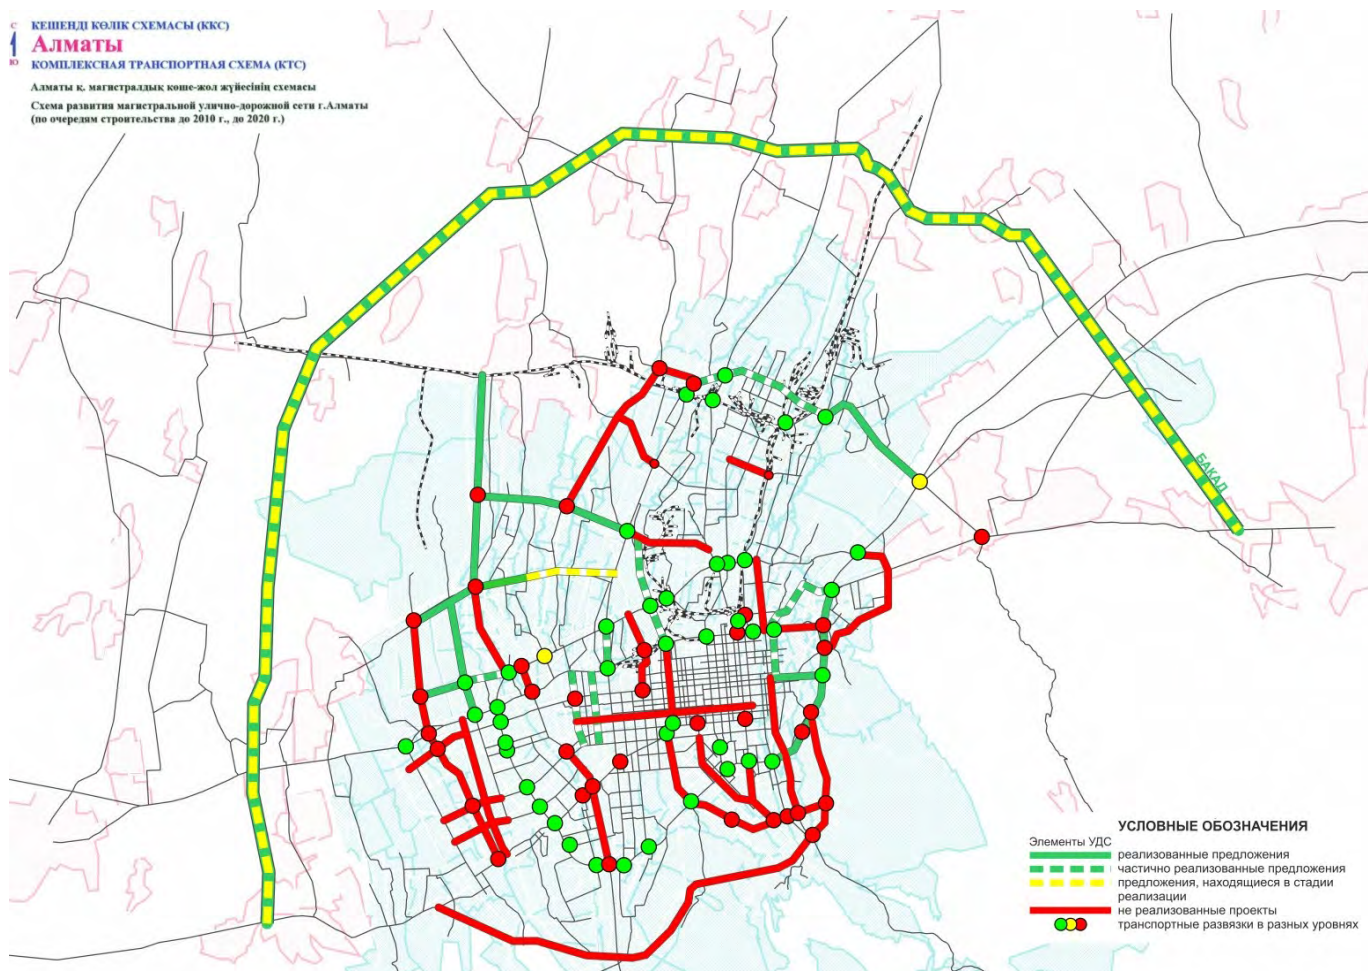 С
КЕШЕНДІ КӨЛІК СХЕМАСЫ (ККС)
Алматы
Ю
КОМПЛЕКСНАЯ ТРАНСПОРТНАЯ СХЕМА (КТС)
Алматы қ. магистралдық көше-жол жүйесінің схемасы
Схема развития магистральной улично-дорожной сети г.Алматы
(по очередям строительства до 2010 г., до 2020 г.)
БАКАД
УСЛОВНЫЕ ОБОЗНАЧЕНИЯ
Элементы УДС
реализованные предложения
частично реализованные предложения
предложения, находящиеся в стадии
реализации
не реализованные проекты
транспортные развязки в разных уровнях